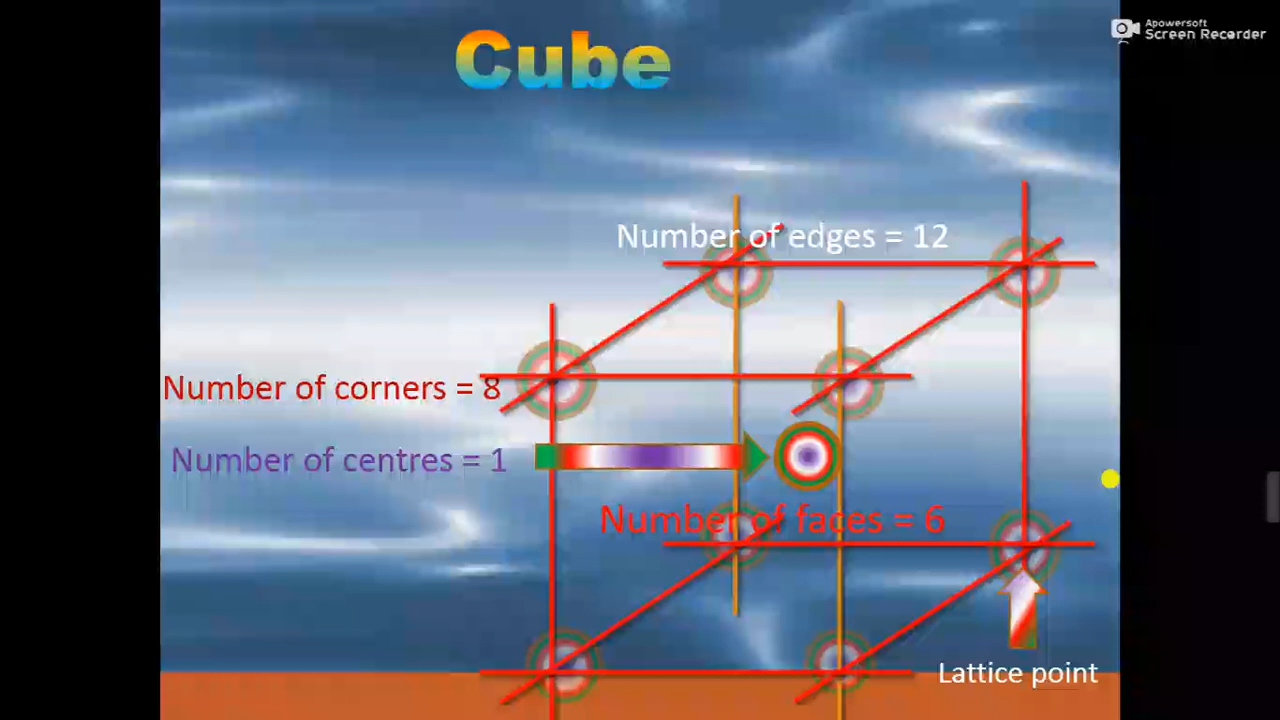 Cube
Apowersoft
Screen Recorder
Number of edges = 12
Number of corners = 8
Number of centres = 1
Number of faces = 6
Lattice point